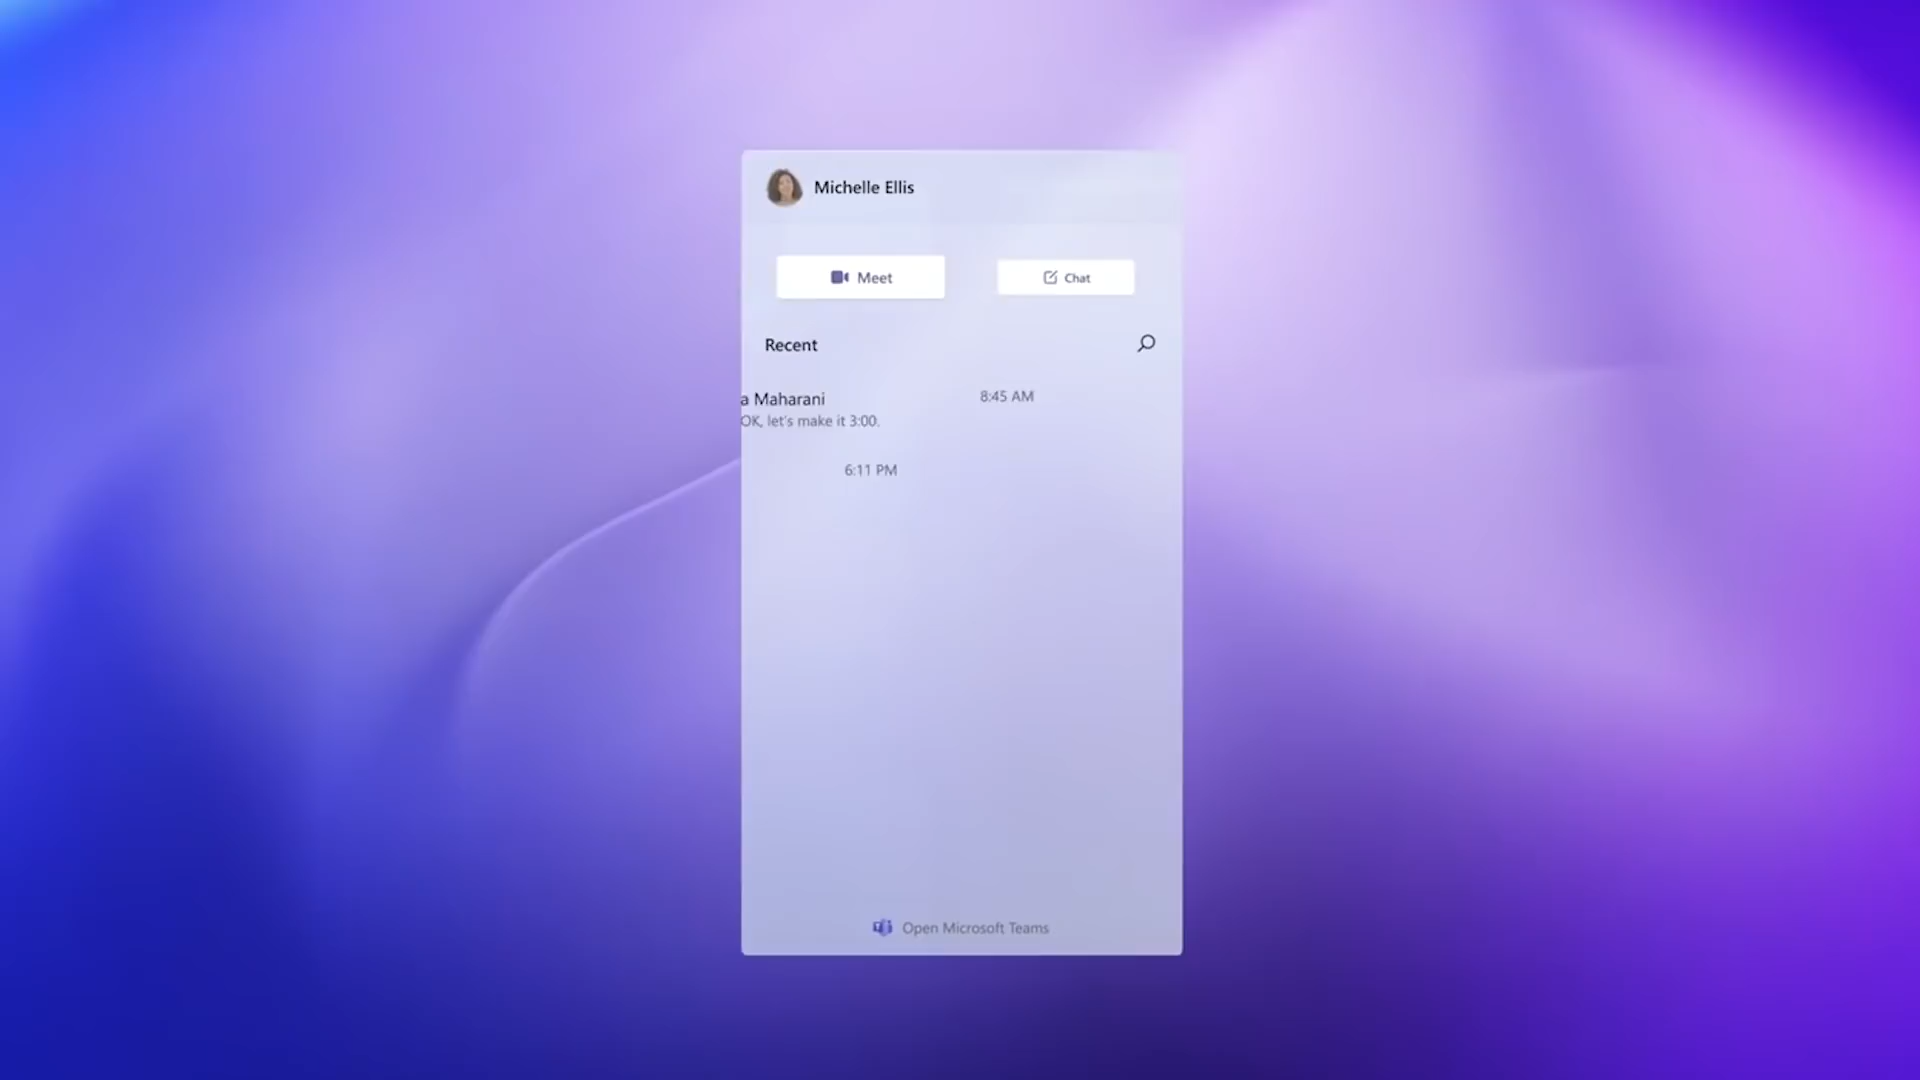 Michelle Ellis
Meet
Chat
Recent
a Maharani
8:45 AM
OK, let's make it 3:00.
6:11 PM
Open Microsoft Teams